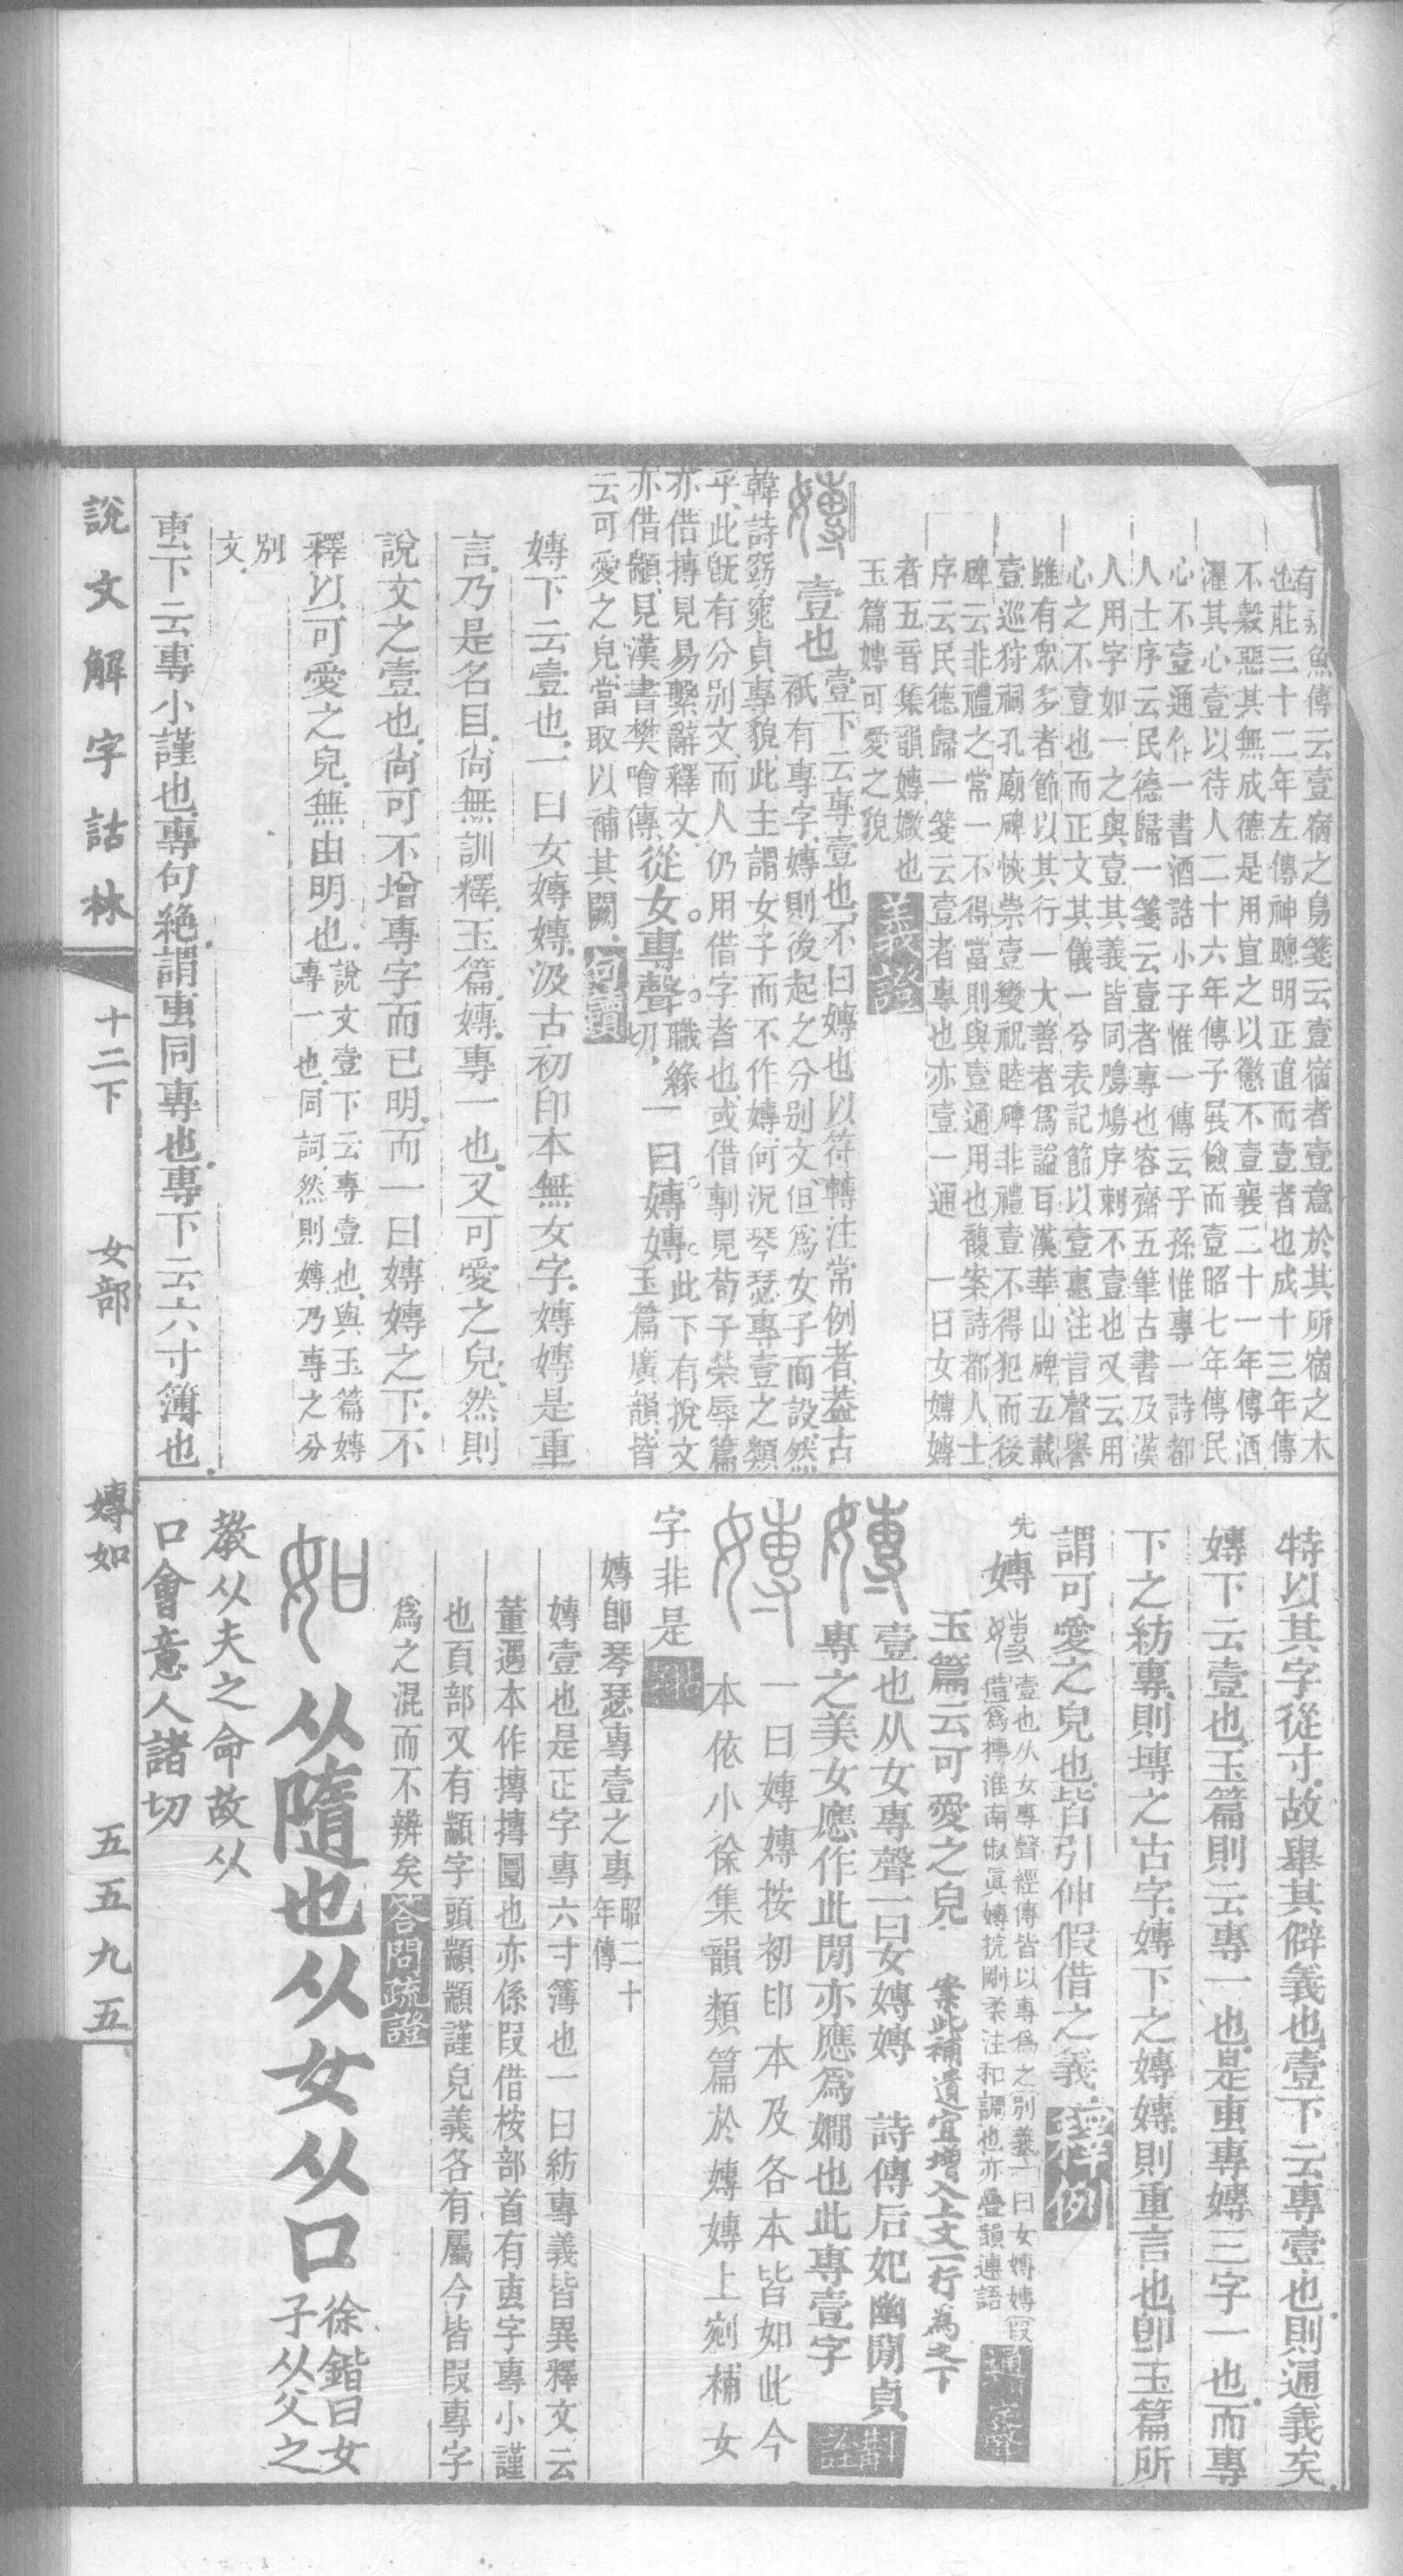 有嘉魚傳云壹宿之鳥箋云壹宿者壹意於其所宿之木
也莊三十二年左傳神聰明正直而壹者也成十三年傳
不穀惡其無成德是用宣之以懲不壹襄二十一年傳洒
濯其心壹以待人二十六年傳子展儉而壹昭七年傳民
心不壹通作一書酒誥小子惟一傳云子孫惟專一詩都
人士序云民德歸一箋云壹者專也容齋五筆古書及漢
人用字如一之與壹其義皆同鳲鳩序刺不壹也又云用
心之不壹也而正文其儀一兮表記節以壹惠注言聲譽
雖有眾多者節以其行一大善者為謚耳漢華山碑五載
壹巡狩祠孔廟碑恢崇壹變祝睦碑非禮壹不得犯而後
碑云非禮之常一不得當則與壹通用也馥案詩都人士
序云民德歸一箋云壹者專也亦壹一通　一曰女嫥嫥
者五音集韻嫥嬓也
玉篇嫥可愛之貌　義證
嫥　壹也壹下云專壹也不曰嫥也以符轉注常例者葢古
衹有專字嫥則後起之分別文但為女子而設然
韓詩窈窕貞專貌此主謂女子而不作嫥何況琴瑟專壹之類
乎此旣有分別文而人仍用借字者也或借剸見荀子榮辱篇
亦借摶見易繫辭釋文
亦借顓見漢書樊噲傳從女專聲職緣切一曰嫥嫥此下有捝文玉篇廣韻皆
云可愛之皃當取以補其闕　句讀
嫥下云壹也一曰女嫥嫥汲古初印本無女字嫥嫥是重
言乃是名目尚無訓釋玉篇嫥專一也又可愛之皃然則
說文之壹也尚可不增專字而已明而一曰嫥嫥之下不
釋以可愛之皃無由明也說文壹下云專壹也與玉篇嫥專一也同詞然則嫥乃專之分
別文
叀下云專小謹也專句絕謂叀同專也專下云六寸簿也
特以其字從寸故舉其僻義也壹下云專壹也則通義矣
嫥下云壹也玉篇則云專一也是叀專嫥三字一也而專
下之紡專則塼之古字嫥下之嫥嫥則重言也卽玉篇所
謂可愛之皃也皆引伸假借之義　釋例
先　嫥　壹也从女專聲經傳皆以專為之別義一曰女嫥嫥叚
借為摶淮南俶眞嫥抏剛柔注和調也亦疊韻連語　通訓定聲
玉篇云可愛之皃　案此補遺宜增入上文一行為之下
嫥　壹也从女專聲一曰女嫥嫥　詩傳后妃幽閒貞
專之美女應作此閒亦應為嫺也此專壹字　斠詮
嫥　一曰嫥嫥按初印本及各本皆如此今
本依小徐集韻類篇於嫥嫥上剜補女
字非是
嫥卽琴瑟專壹之專昭二十年傳
嫥壹也是正字專六寸簿也一曰紡專義皆異釋文云
董遇本作摶摶圜也亦係叚借桉部首有叀字專小謹
也頁部又有顓字頭顓顓謹皃義各有屬今皆叚專字
為之混而不辨矣　答問疏證
如　从隨也从女从口徐鍇曰女子从父之
教从夫之命故从
口會意人諸切
說文解字詁林　十二下　女部　嫥如　五五九五